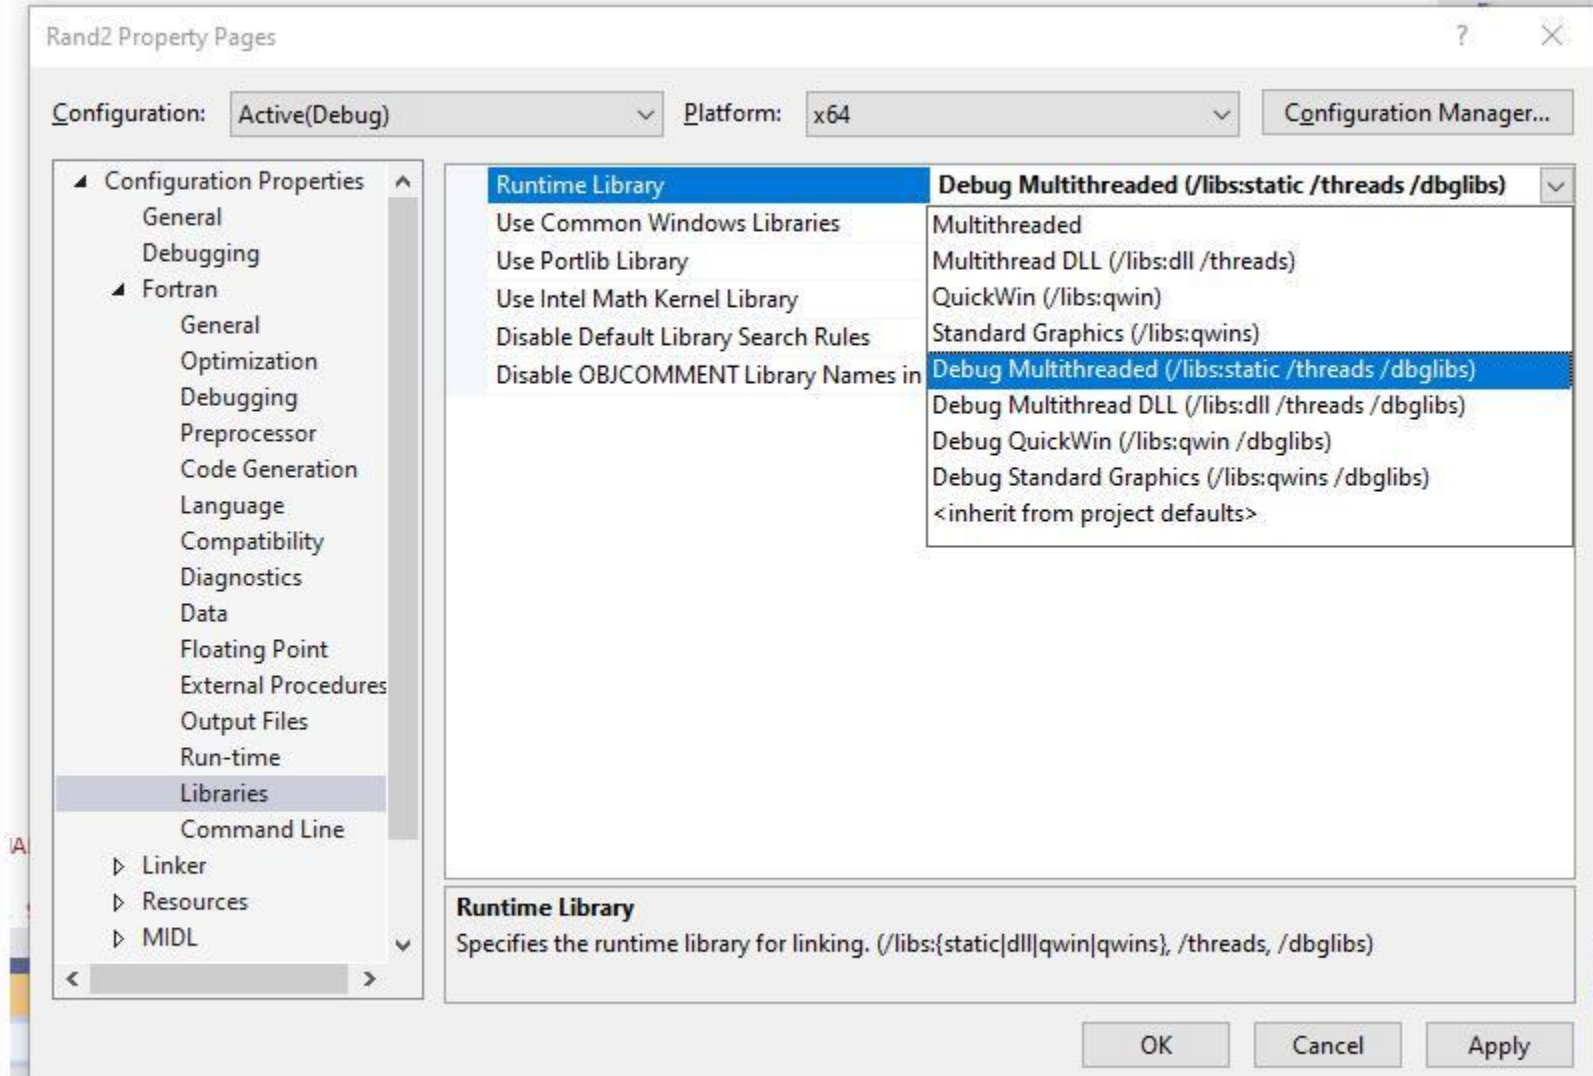 Rand2 Property Pages
?
Configuration: Active(Debug) Platform: x64 Configuration Manager...
Configuration Properties
General
Debugging
Fortran
General
Optimization
Debugging
Preprocessor
Code Generation
Language
Compatibility
Diagnostics
Data
Floating Point
External Procedures
Output Files
Run-time
Libraries
Command Line
Linker
Resources
MIDL
Runtime Library Debug Multithreaded (/libs:static /threads /dbglibs)
Use Common Windows Libraries
Use Portlib Library
Use Intel Math Kernel Library
Disable Default Library Search Rules
Disable OBJCOMMENT Library Names in
Multithreaded
Multithread DLL (/libs:dll /threads)
QuickWin (/libs:qwin)
Standard Graphics (/libs:qwins)
Debug Multithreaded (/libs:static /threads /dbglibs)
Debug Multithread DLL (/libs:dll /threads /dbglibs)
Debug QuickWin (/libs:qwin /dbglibs)
Debug Standard Graphics (/libs:qwins /dbglibs)
<inherit from project defaults>
Runtime Library
Specifies the runtime library for linking. (/libs:{static|dll|qwin|qwins}, /threads, /dbglibs)
OK Cancel Apply